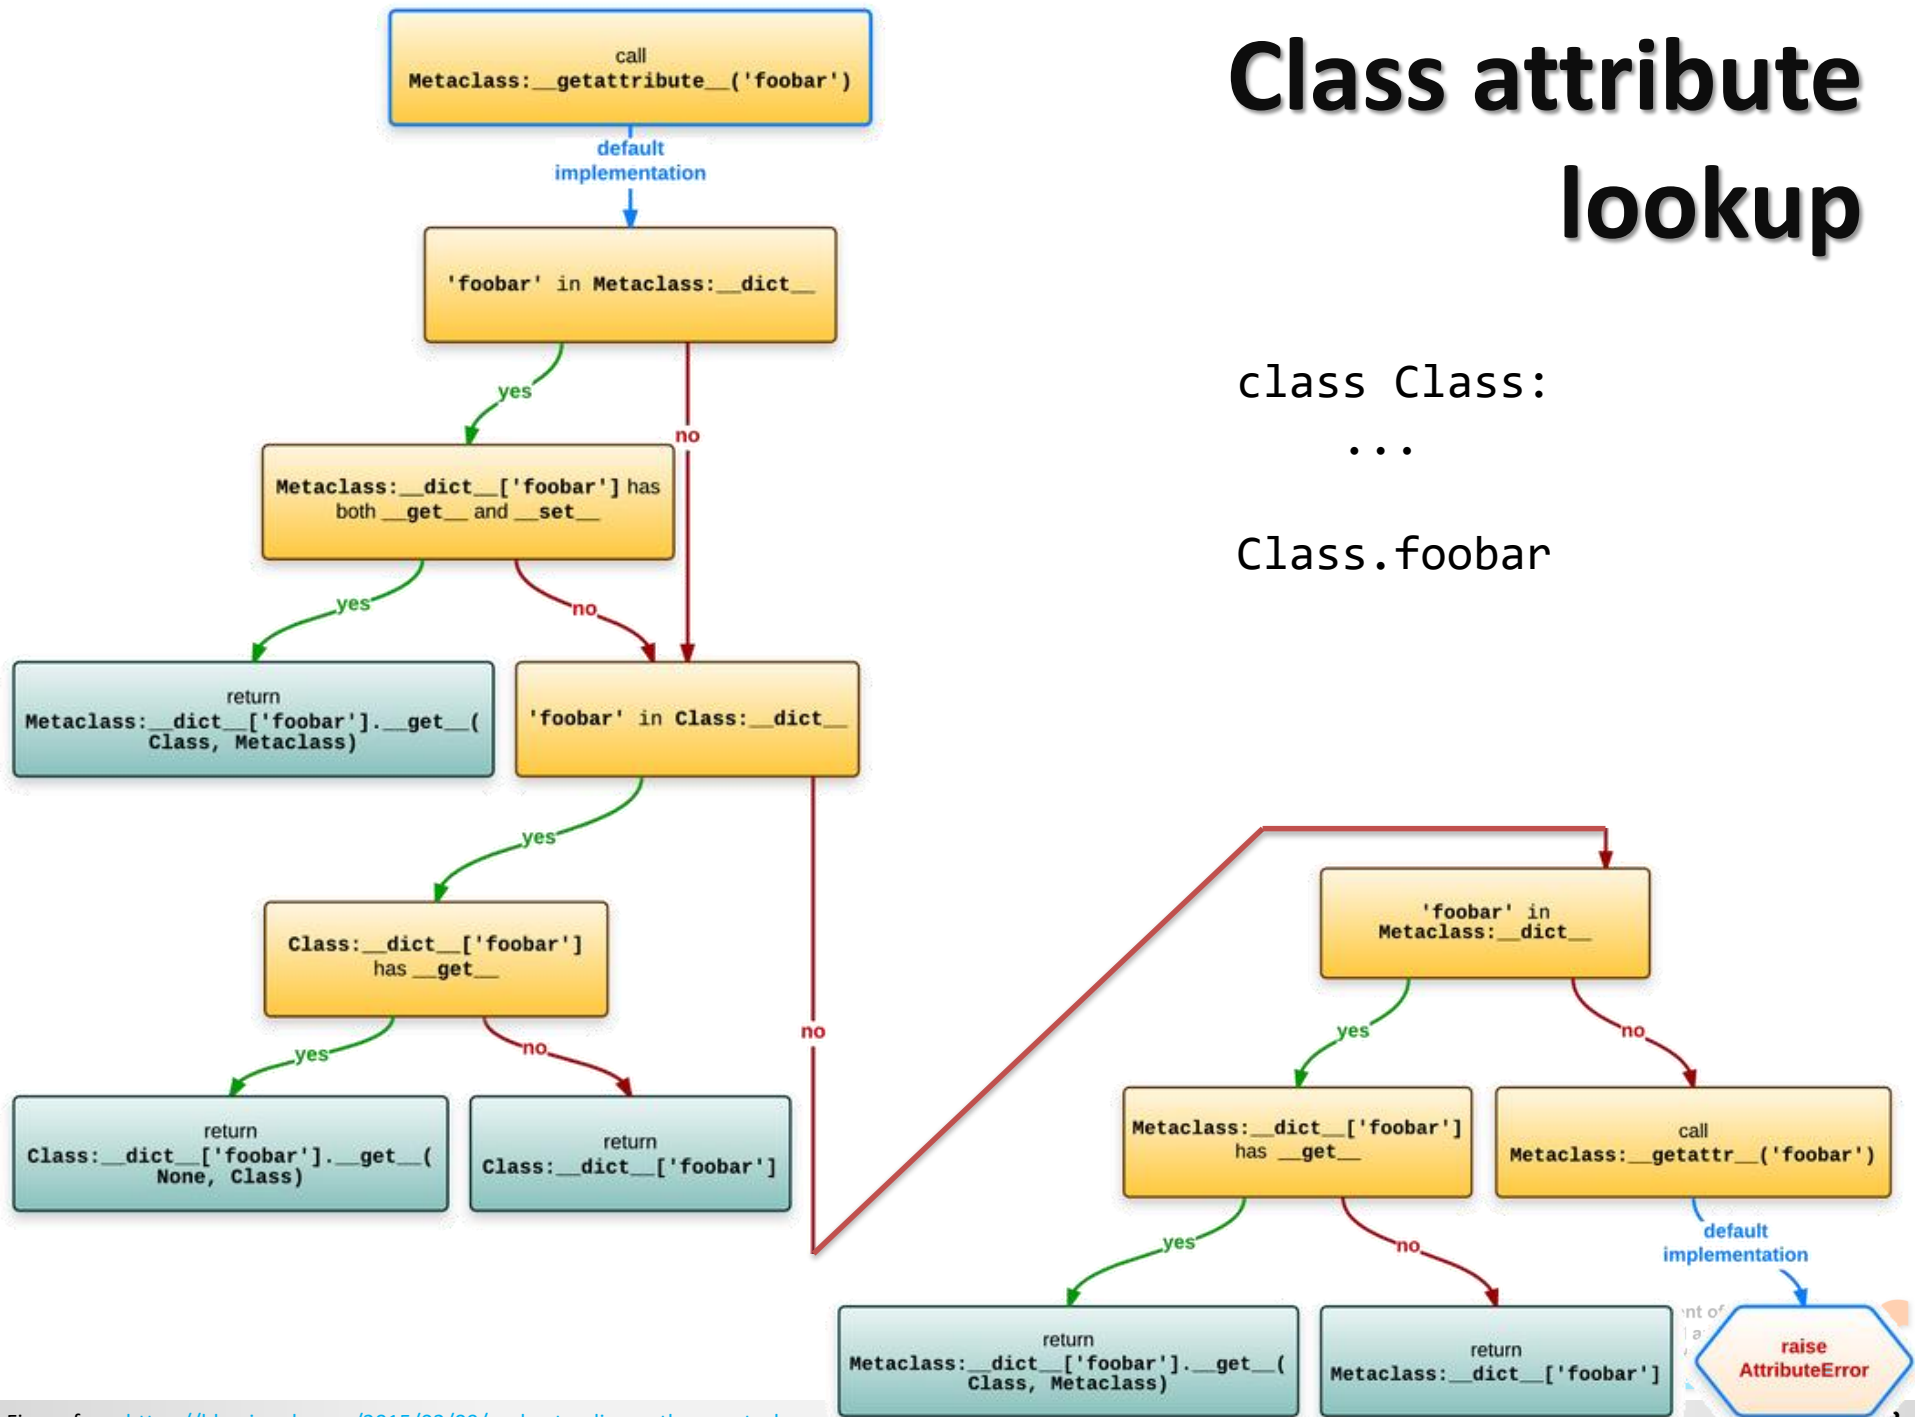 Class attribute
lookup
call
Metaclass:__getattribute__('foobar')
default
implementation
'foobar' in Metaclass:__dict__
yes
no
Metaclass:__dict__['foobar'] has
both __get__ and __set__
yes
no
return
Metaclass:__dict__['foobar'].__get__(
Class, Metaclass)
'foobar' in Class:__dict__
yes
no
Class:__dict__['foobar']
has __get__
yes
no
return
Class:__dict__['foobar'].__get__(
None, Class)
return
Class:__dict__['foobar']
class Class:
...
Class.foobar
'foobar' in
Metaclass:__dict__
yes
no
Metaclass:__dict__['foobar']
has __get__
call
Metaclass:__getattr__('foobar')
yes
no
default
implementation
return
Metaclass:__dict__['foobar'].__get__(
Class, Metaclass)
return
Metaclass:__dict__['foobar']
raise
AttributeError